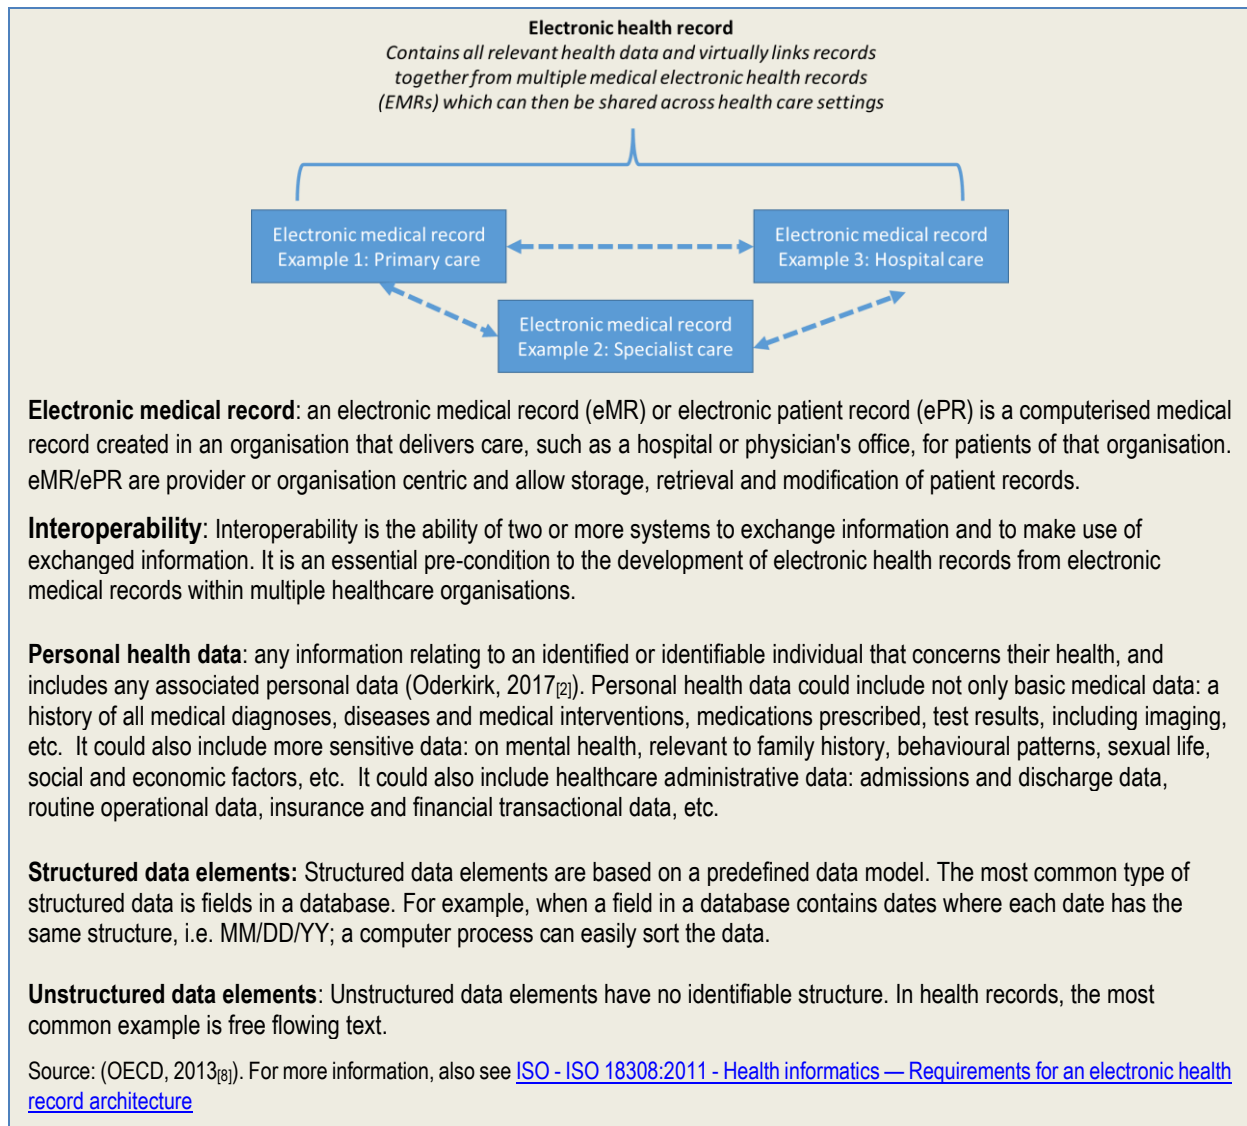 Electronic health record
Contains all relevant health data and virtually links records
together from multiple medical electronic health records
(EMRs) which can then be shared across health care settings
Electronic medical record
Example 1: Primary care
Electronic medical record
Example 3: Hospital care
Electronic medical record
Example 2: Specialist care
Electronic medical record: an electronic medical record (eMR) or electronic patient record (ePR) is a computerised medical
record created in an organisation that delivers care, such as a hospital or physician's office, for patients of that organisation.
eMR/ePR are provider or organisation centric and allow storage, retrieval and modification of patient records.
Interoperability: Interoperability is the ability of two or more systems to exchange information and to make use of
exchanged information. It is an essential pre-condition to the development of electronic health records from electronic
medical records within multiple healthcare organisations.
Personal health data: any information relating to an identified or identifiable individual that concerns their health, and
includes any associated personal data (Oderkirk, 2017[2]). Personal health data could include not only basic medical data: a
history of all medical diagnoses, diseases and medical interventions, medications prescribed, test results, including imaging,
etc. It could also include more sensitive data: on mental health, relevant to family history, behavioural patterns, sexual life,
social and economic factors, etc. It could also include healthcare administrative data: admissions and discharge data,
routine operational data, insurance and financial transactional data, etc.
Structured data elements: Structured data elements are based on a predefined data model. The most common type of
structured data is fields in a database. For example, when a field in a database contains dates where each date has the
same structure, i.e. MM/DD/YY; a computer process can easily sort the data.
Unstructured data elements: Unstructured data elements have no identifiable structure. In health records, the most
common example is free flowing text.
Source: (OECD, 2013[8]). For more information, also see ISO - ISO 18308:2011 - Health informatics — Requirements for an electronic health
record architecture